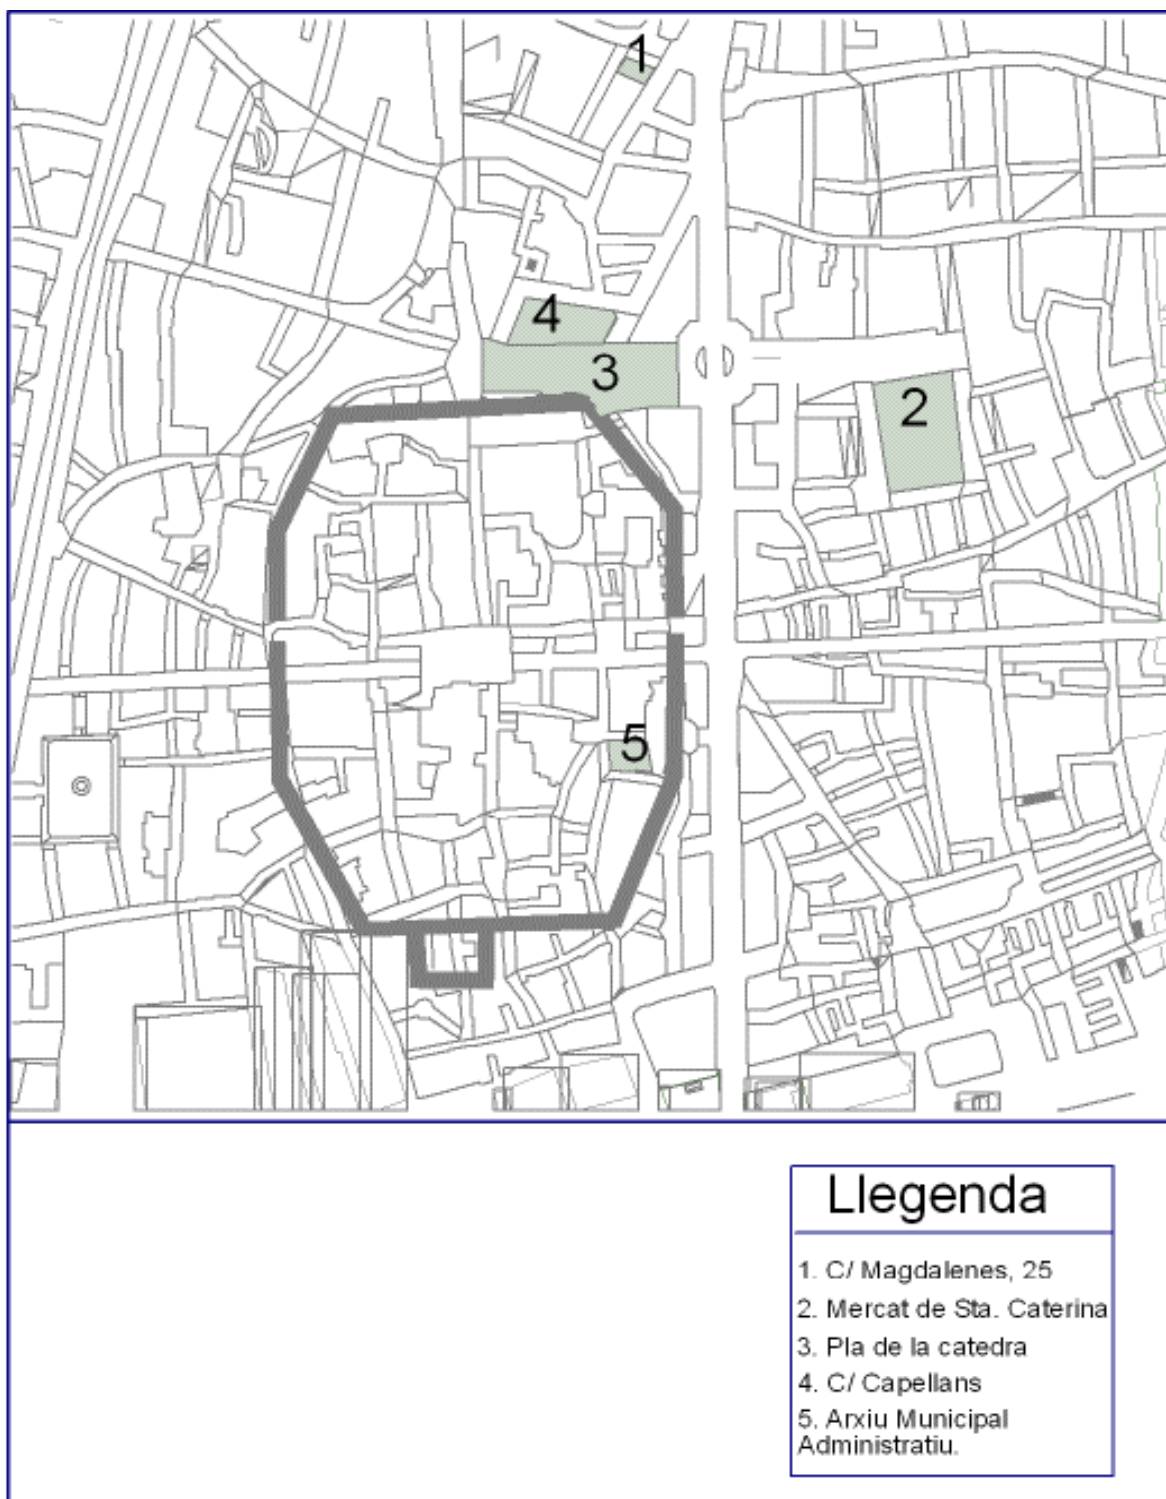 1
4
3
2
5
Llegenda
1. C/ Magdalenes, 25
2. Mercat de Sta. Caterina
3. Pla de la catedra
4. C/ Capellans
5. Arxiu Municipal
Administratiu.